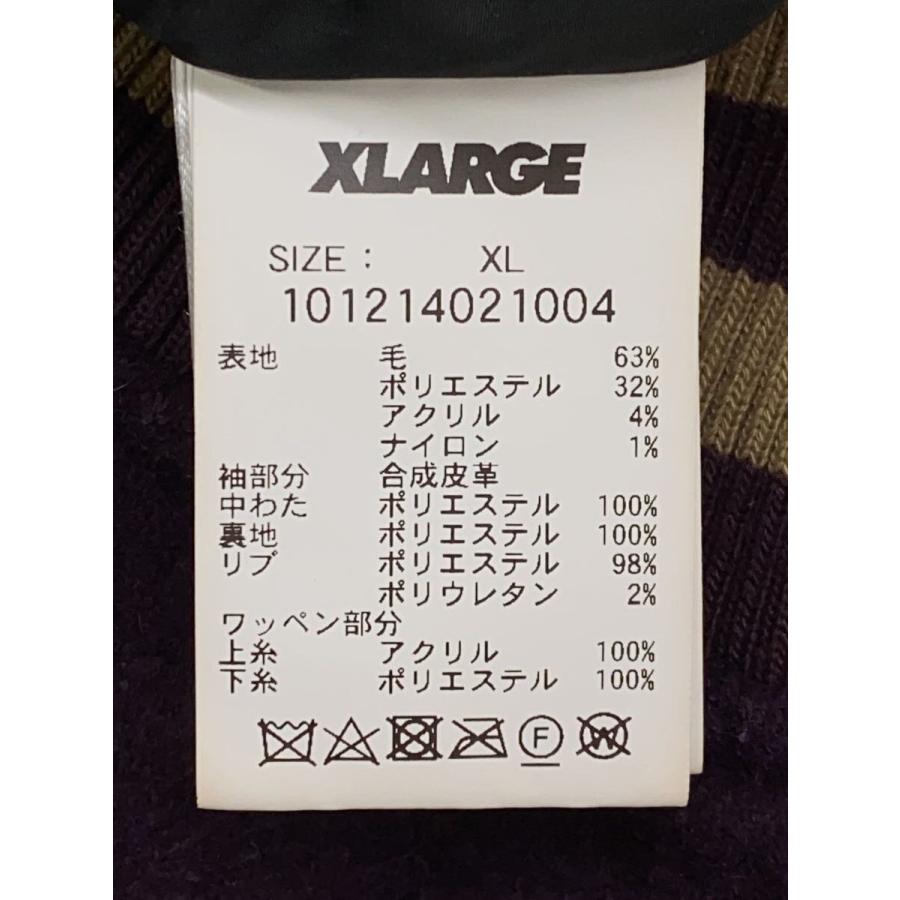 XLARGE
SIZE : XL
101214021004
表地 毛 63%
ポリエステル 32%
アクリル 4%
ナイロン 1%
袖部分 合成皮革
中わた ポリエステル 100%
裏地 ポリエステル 100%
リブ ポリエステル 98%
ポリウレタン 2%
ワッペン部分
上糸 アクリル 100%
下糸 ポリエステル 100%
F W